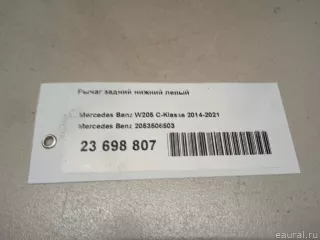 Рычаг задний нижний левый
Mercedes Benz W205 C-Klasse 2014-2021
Mercedes Benz 2053506503
23 698 807
© eaural.ru